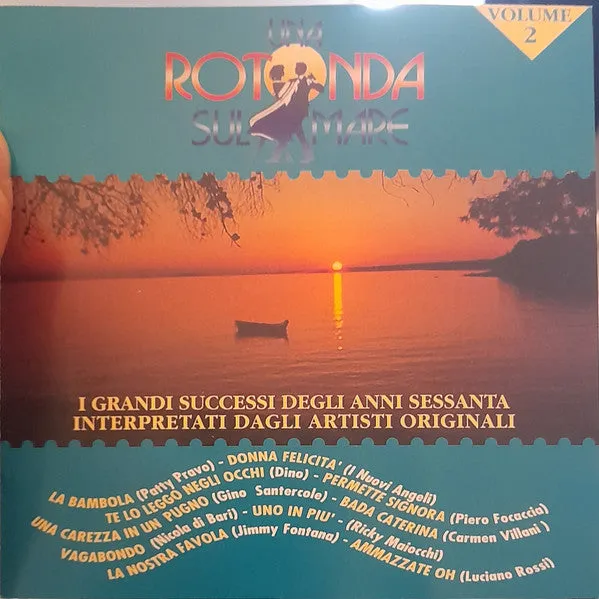 VOLUME
2
UNA
ROTONDA
SUL MARE
I GRANDI SUCCESSI DEGLI ANNI SESSANTA
INTERPRETATI DAGLI ARTISTI ORIGINALI
LA BAMBOLA (Patty Pravo) - DONNA FELICITA' (I Nuovi Angeli)
TE LO LEGGO NEGLI OCCHI (Dino) - PERMETTE SIGNORA (Piero Focaccia)
UNA CAREZZA IN UN PUGNO (Gino Santercole) - BADA CATERINA (Carmen Villani)
VAGABONDO (Nicola di Bari) - UNO IN PIU' - (Ricky Maiocchi)
LA NOSTRA FAVOLA (Jimmy Fontana) - AMMAZZATE OH (Luciano Rossi)